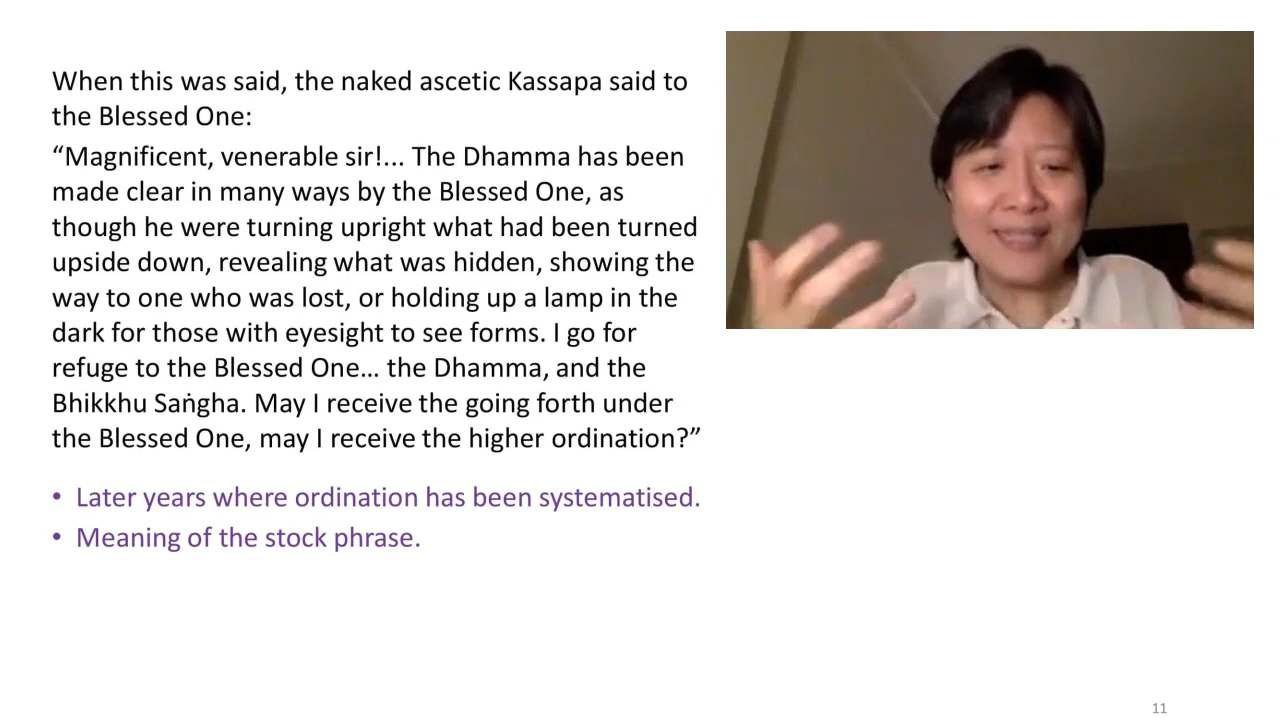 When this was said, the naked ascetic Kassapa said to
the Blessed One:
“Magnificent, venerable sir!... The Dhamma has been
made clear in many ways by the Blessed One, as
though he were turning upright what had been turned
upside down, revealing what was hidden, showing the
way to one who was lost, or holding up a lamp in the
dark for those with eyesight to see forms. I go for
refuge to the Blessed One… the Dhamma, and the
Bhikkhu Saṅgha. May I receive the going forth under
the Blessed One, may I receive the higher ordination?”
• Later years where ordination has been systematised.
• Meaning of the stock phrase.
11